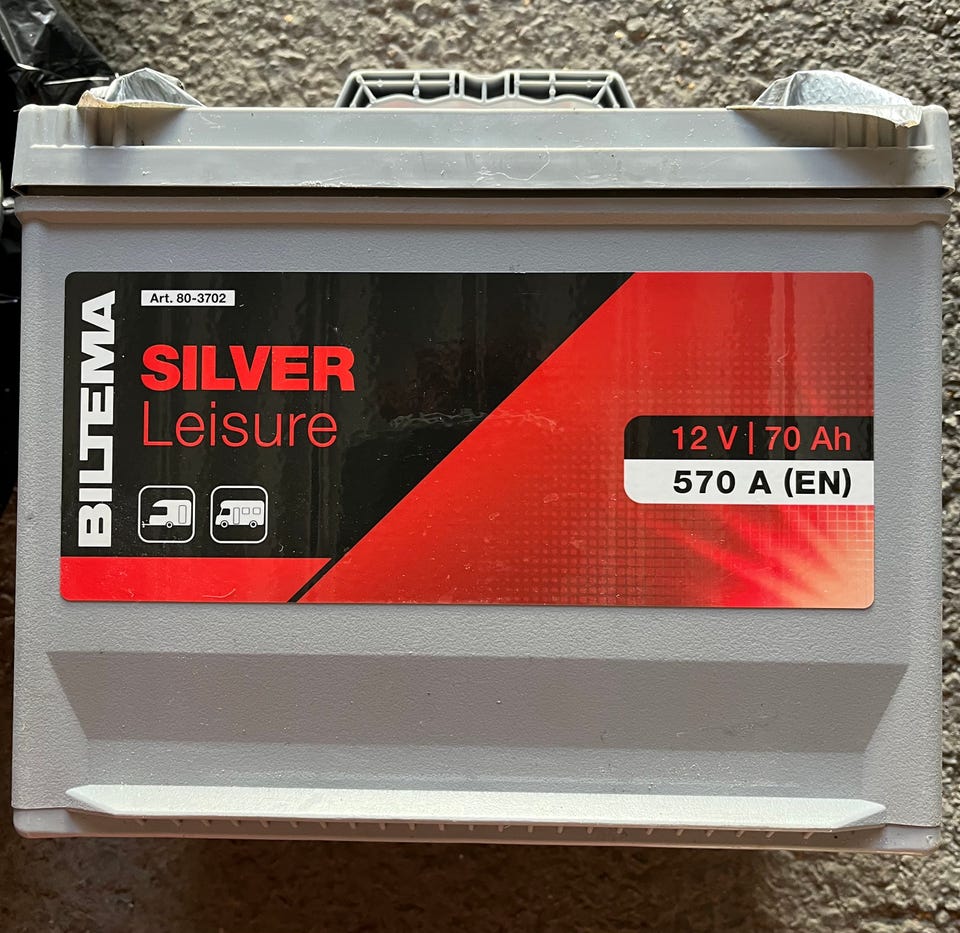 BILTEMA
Art. 80-3702
SILVER
Leisure
12 V | 70 Ah
570 A (EN)